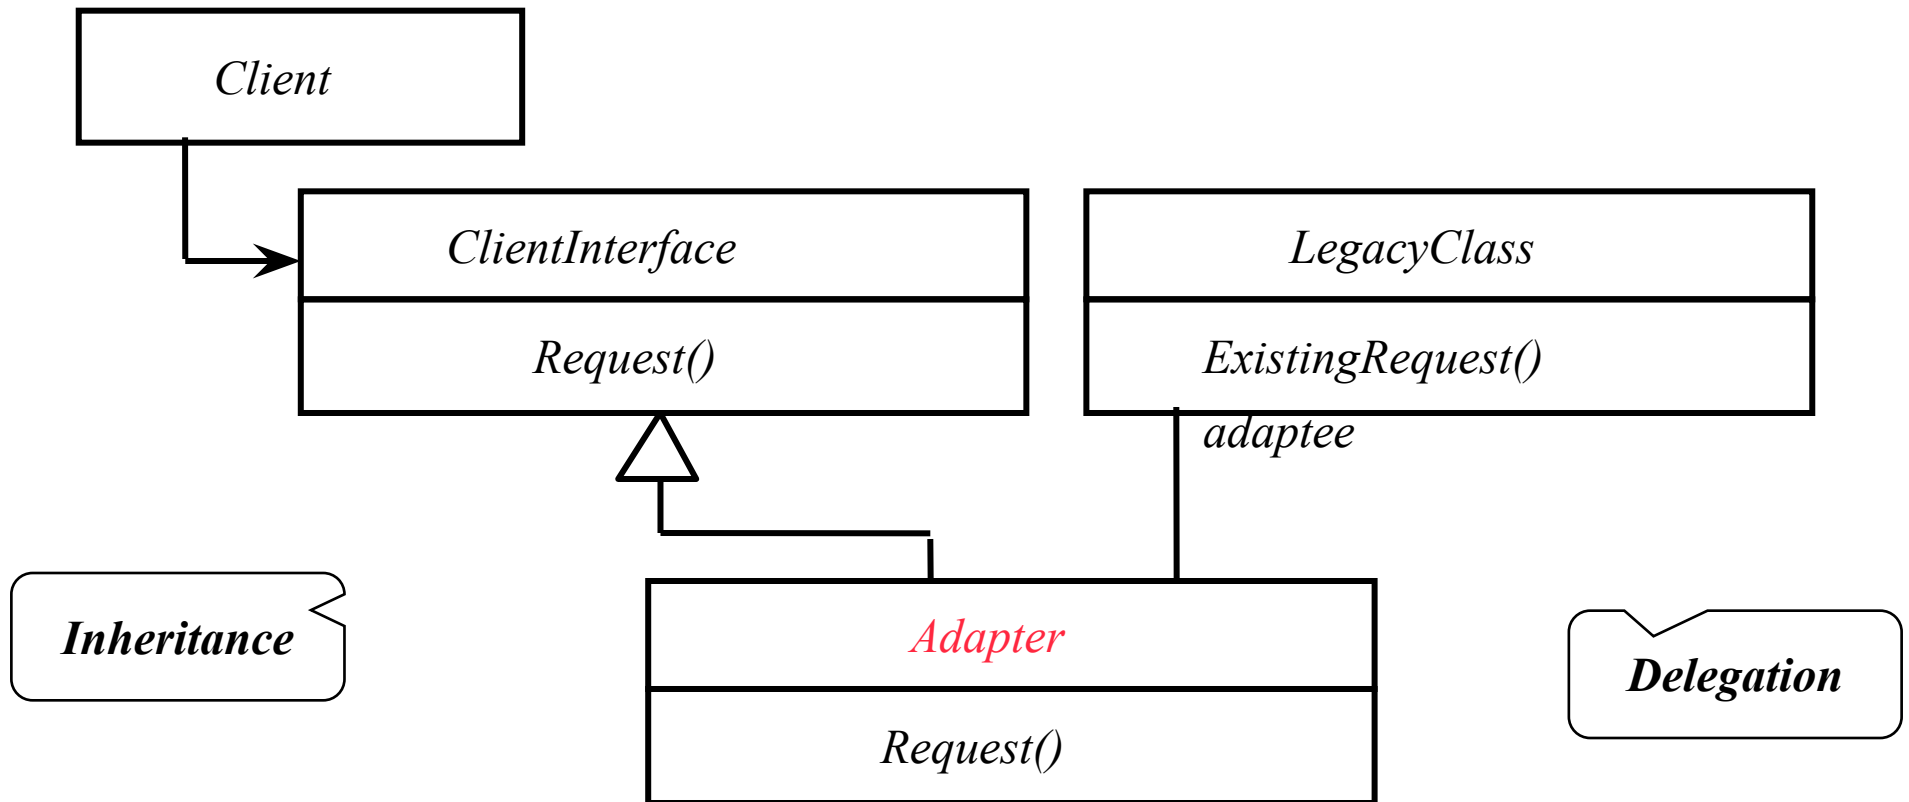 Client
ClientInterface
Request()
LegacyClass
ExistingRequest()
adaptee
Inheritance
Adapter
Request()
Delegation